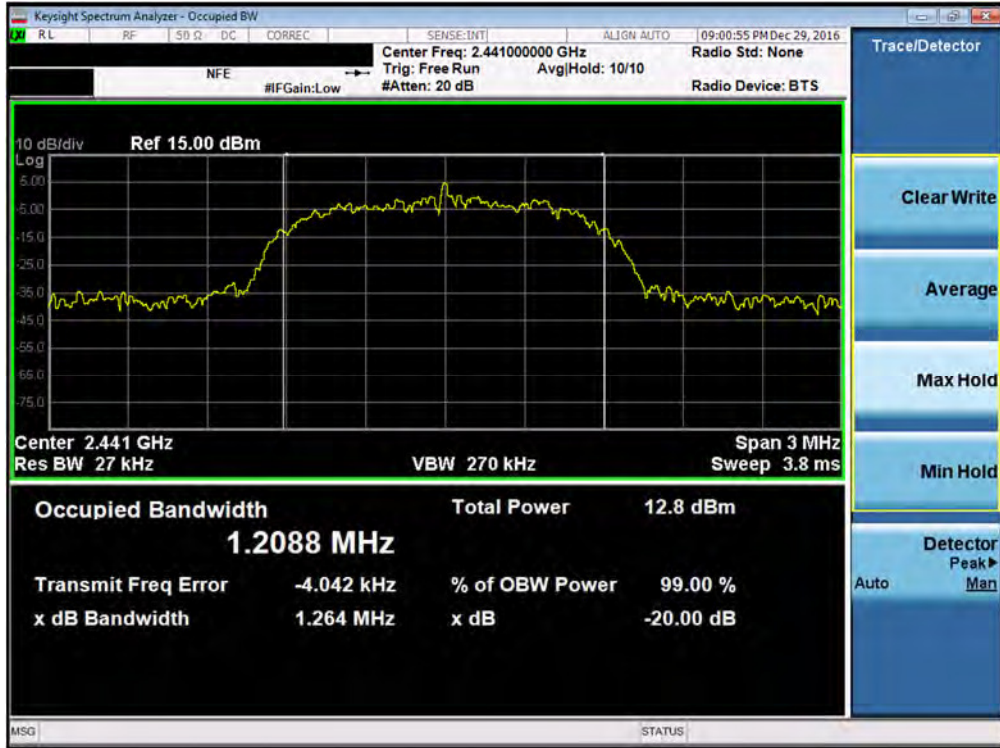 Keysight Spectrum Analyzer - Occupied BW
LXI RL RF 50 Ω DC CORREC SENSE:INT ALIGN AUTO 09:00:55 PM Dec 29, 2016
Center Freq: 2.441000000 GHz Radio Std: None
NFE Trig: Free Run Avg|Hold: 10/10
#IFGain:Low #Atten: 20 dB Radio Device: BTS
Trace/Detector
10 dB/div Ref 15.00 dBm
Log
5.00
-5.00
-15.0
-25.0
-35.0
-45.0
-55.0
-65.0
-75.0
Center 2.441 GHz Span 3 MHz
Res BW 27 kHz VBW 270 kHz Sweep 3.8 ms
Occupied Bandwidth Total Power 12.8 dBm
1.2088 MHz
Transmit Freq Error -4.042 kHz % of OBW Power 99.00 %
x dB Bandwidth 1.264 MHz x dB -20.00 dB
Clear Write
Average
Max Hold
Min Hold
Detector
Peak▶
Auto Man
MSG STATUS